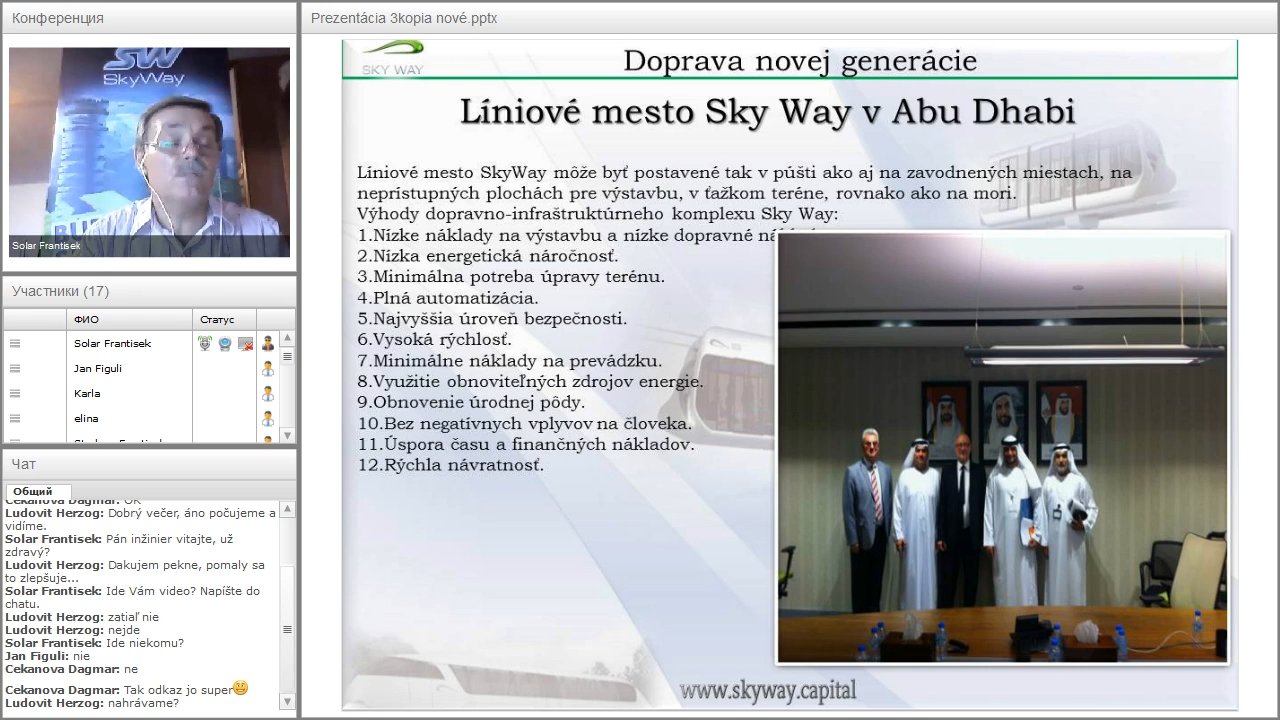 Конференция
SW
SkyWay
Solar Frantisek
Участники (17)
ФИО Статус
Solar Frantisek
Jan Figuli
Karla
elina
Чат
Общий
Cekanova Dagmar: OK
Ludovit Herzog: Dobrý večer, áno počujeme a
vidíme.
Solar Frantisek: Pán inžinier vitajte, už
zdravý?
Ludovit Herzog: Dakujem pekne, pomaly sa
to zlepšuje...
Solar Frantisek: Ide Vám video? Napíšte do
chatu.
Ludovit Herzog: zatiaľ nie
Ludovit Herzog: nejde
Solar Frantisek: Ide niekomu?
Jan Figuli: nie
Cekanova Dagmar: ne
Cekanova Dagmar: Tak odkaz jo super
Ludovit Herzog: nahrávame?
Prezentácia 3kopia nové.pptx
SKY WAY
Doprava novej generácie
Líniové mesto Sky Way v Abu Dhabi
Líniové mesto SkyWay môže byť postavené tak v púšti ako aj na zavodnených miestach, na
neprístupných plochách pre výstavbu, v ťažkom teréne, rovnako ako na mori.
Výhody dopravno-infraštruktúrneho komplexu Sky Way:
1.Nízke náklady na výstavbu a nízke dopravné
2.Nízka energetická náročnosť.
3.Minimálna potreba úpravy terénu.
4.Plná automatizácia.
5.Najvyššia úroveň bezpečnosti.
6.Vysoká rýchlosť.
7.Minimálne náklady na prevádzku.
8.Využitie obnoviteľných zdrojov energie.
9.Obnovenie úrodnej pôdy.
10.Bez negatívnych vplyvov na človeka.
11.Úspora času a finančných nákladov.
12.Rýchla návratnosť.
www.skyway.capital